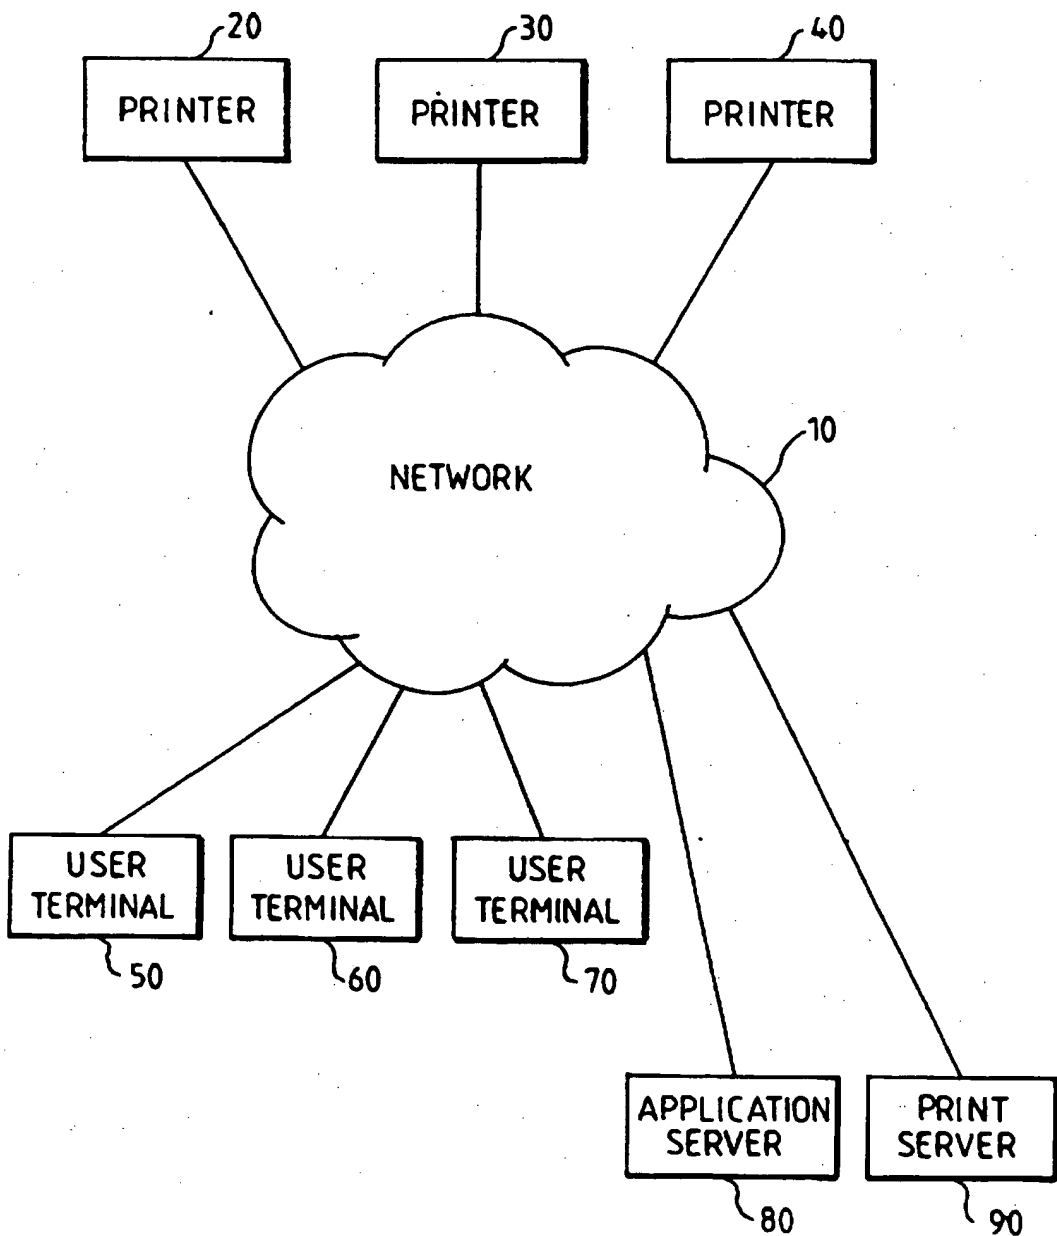 20
30
40
PRINTER
PRINTER
PRINTER
10
NETWORK
USER
TERMINAL
50
USER
TERMINAL
60
USER
TERMINAL
70
APPLICATION
SERVER
80
PRINT
SERVER
90